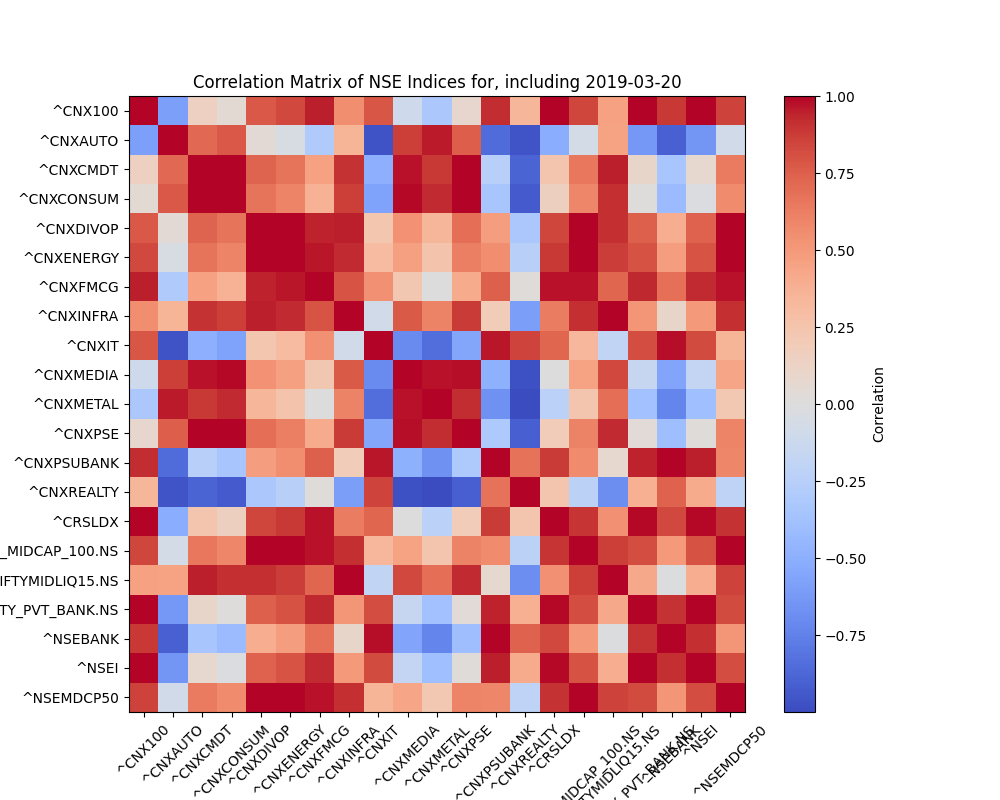 Correlation Matrix of NSE Indices for, including 2019-03-20
^CNX100
^CNXAUTO
^CNXCMDT
^CNXCONSUM
^CNXDIVOP
^CNXENERGY
^CNXFMCG
^CNXINFRA
^CNXIT
^CNXMEDIA
^CNXMETAL
^CNXPSE
^CNXPSUBANK
^CNXREALTY
^CRSLDX
_MIDCAP_100.NS
IFTYMIDLIQ15.NS
TY_PVT_BANK.NS
^NSEBANK
^NSEI
^NSEMDCP50
^CNX100
^CNXAUTO
^CNXCMDT
^CNXCONSUM
^CNXDIVOP
^CNXENERGY
^CNXFMCG
^CNXINFRA
^CNXIT
^CNXMEDIA
^CNXMETAL
^CNXPSE
^CNXPSUBANK
^CNXREALTY
^CRSLDX
MIDCAP_100.NS
TYMIDLIQ15.NS
PVT_BANK.NS
^NSEBANK
^NSEI
^NSEMDCP50
1.00
0.75
0.50
0.25
0.00
−0.25
−0.50
−0.75
Correlation